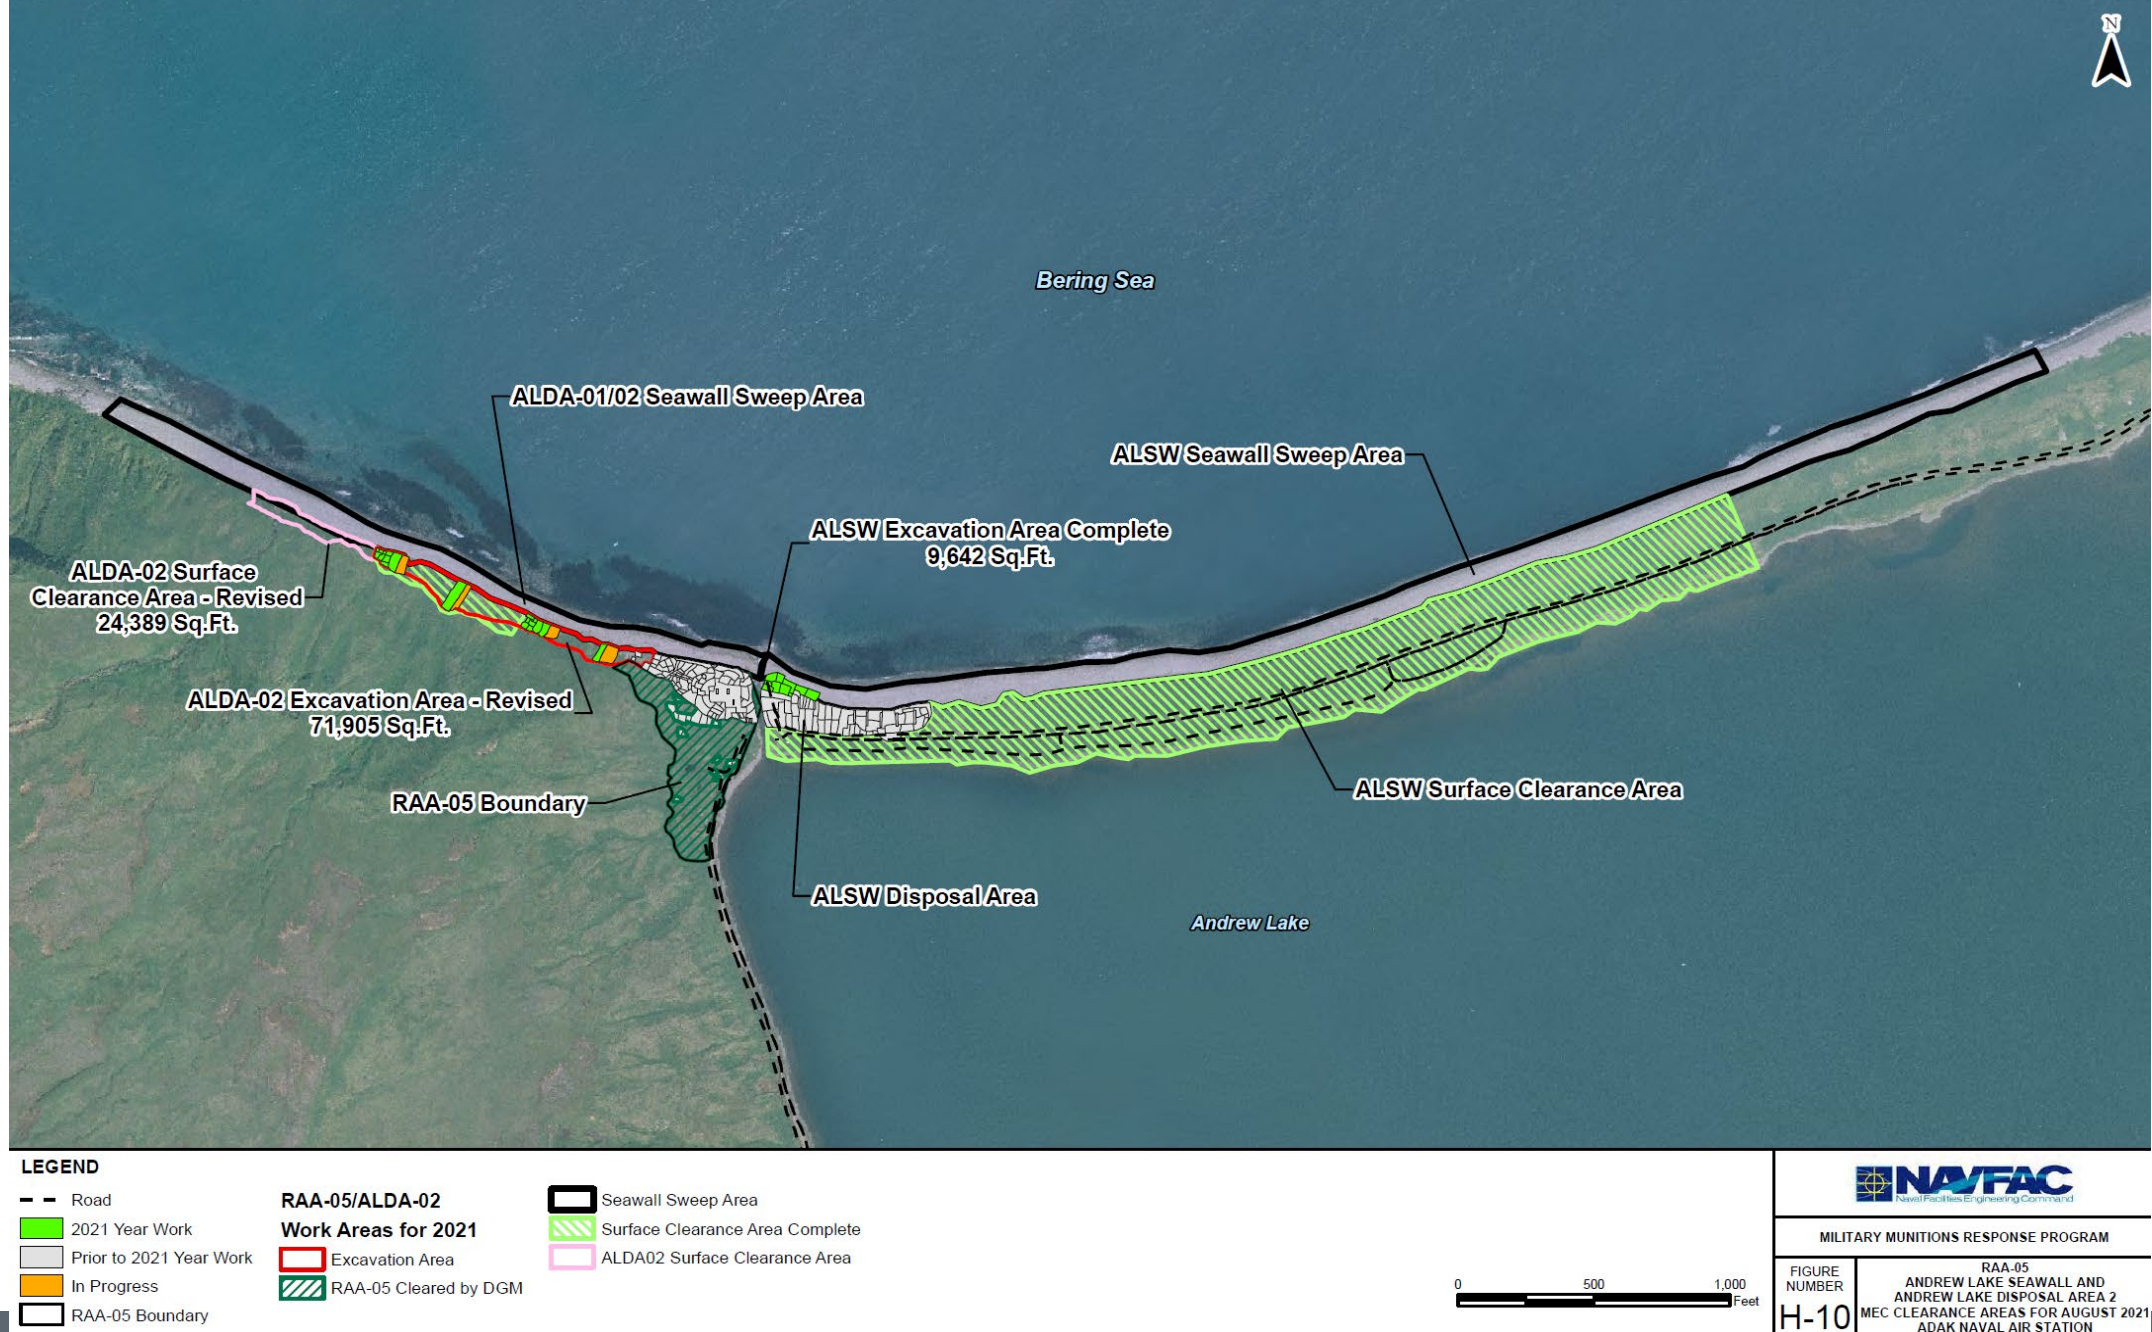 N
Bering Sea
ALDA-01/02 Seawall Sweep Area
ALSW Seawall Sweep Area
ALSW Excavation Area Complete
9,642 Sq.Ft.
ALDA-02 Surface
Clearance Area - Revised
24,389 Sq.Ft.
ALDA-02 Excavation Area - Revised
71,905 Sq.Ft.
RAA-05 Boundary
ALSW Surface Clearance Area
ALSW Disposal Area
Andrew Lake
LEGEND
Road
2021 Year Work
Prior to 2021 Year Work
In Progress
RAA-05 Boundary
RAA-05/ALDA-02
Work Areas for 2021
Excavation Area
RAA-05 Cleared by DGM
Seawall Sweep Area
Surface Clearance Area Complete
ALDA02 Surface Clearance Area
0 500 1,000
Feet
NAVFAC
Naval Facilities Engineering Command
MILITARY MUNITIONS RESPONSE PROGRAM
FIGURE
NUMBER
H-10
RAA-05
ANDREW LAKE SEAWALL AND
ANDREW LAKE DISPOSAL AREA 2
MEC CLEARANCE AREAS FOR AUGUST 2021
ADAK NAVAL AIR STATION